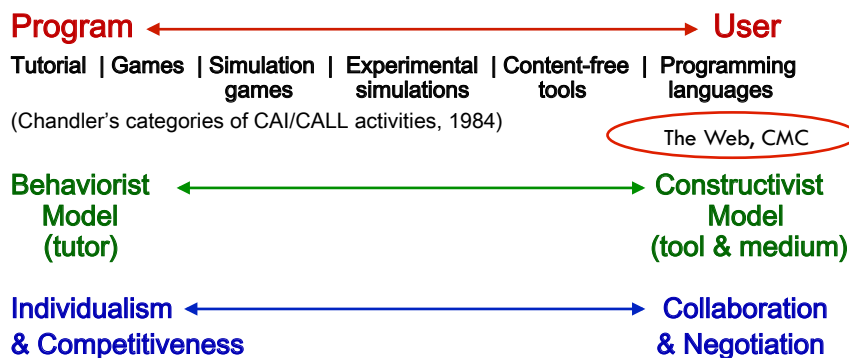 Program User
Tutorial | Games | Simulation | Experimental | Content-free | Programming
games simulations tools languages
(Chandler's categories of CAI/CALL activities, 1984)
The Web, CMC
Behaviorist Constructivist
Model Model
(tutor) (tool & medium)
Individualism Collaboration
& Competitiveness & Negotiation